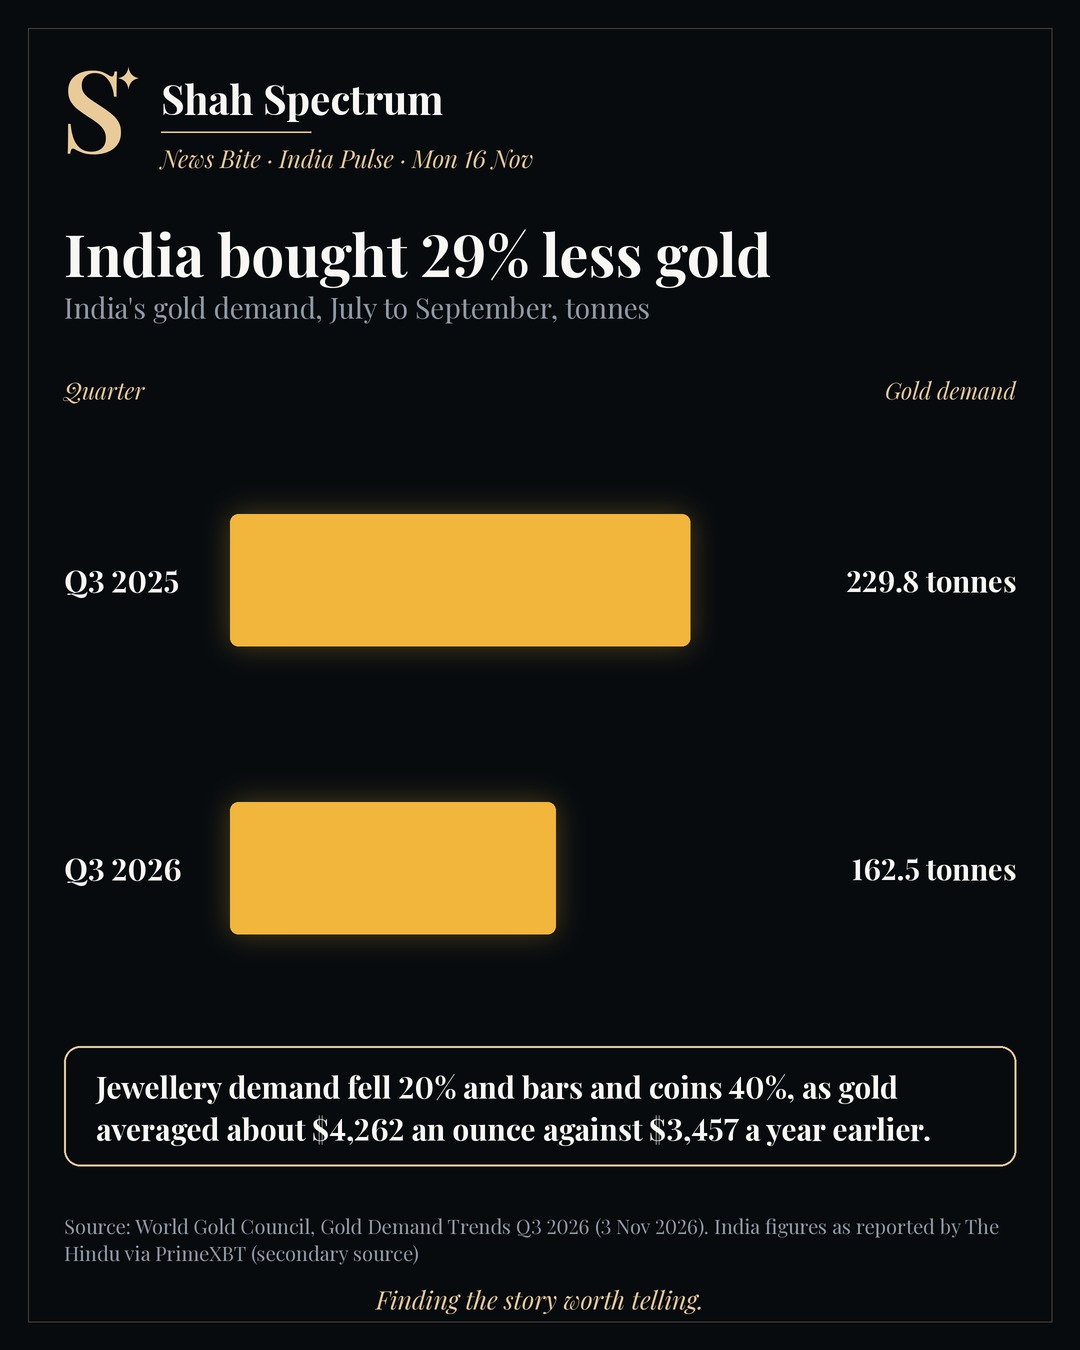 S
Shah Spectrum
News Bite · India Pulse · Mon 16 Nov
India bought 29% less gold
India's gold demand, July to September, tonnes
Quarter Gold demand
Q3 2025 229.8 tonnes
Q3 2026 162.5 tonnes
Jewellery demand fell 20% and bars and coins 40%, as gold
averaged about $4,262 an ounce against $3,457 a year earlier.
Source: World Gold Council, Gold Demand Trends Q3 2026 (3 Nov 2026). India figures as reported by The
Hindu via PrimeXBT (secondary source)
Finding the story worth telling.